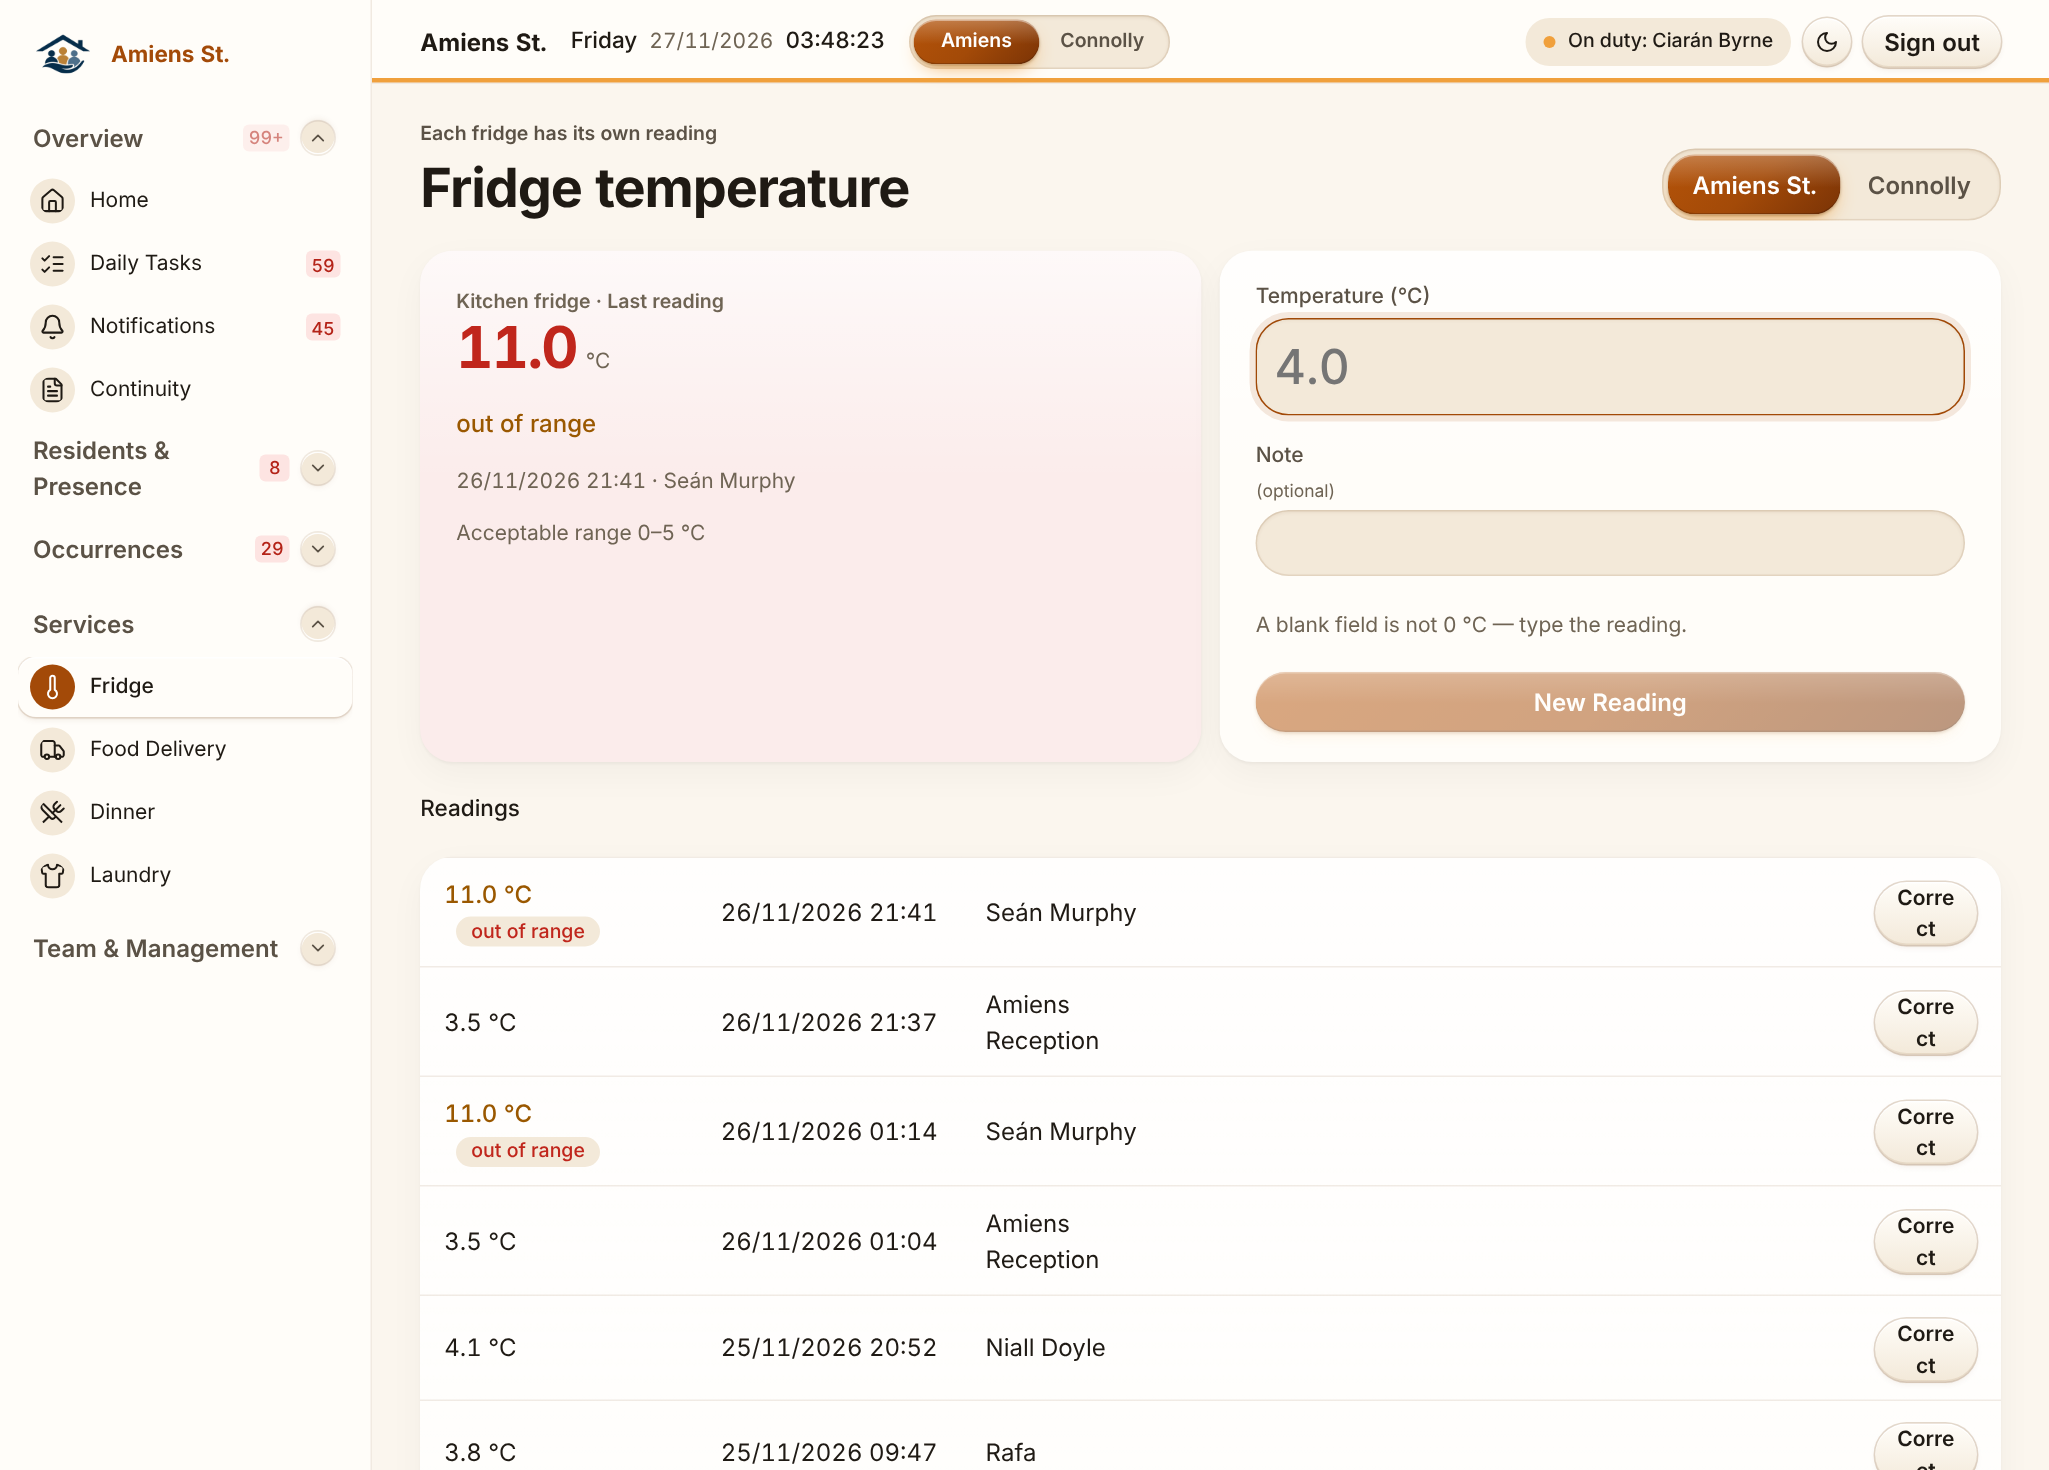 Amiens St.
Overview 99+
Home
Daily Tasks 59
Notifications 45
Continuity
Residents & 8
Presence
Occurrences 29
Services
Fridge
Food Delivery
Dinner
Laundry
Team & Management
Amiens St. Friday 27/11/2026 03:48:23 Amiens Connolly On duty: Ciarán Byrne Sign out
Each fridge has its own reading
Fridge temperature
Amiens St. Connolly
Kitchen fridge · Last reading
11.0 °C
out of range
26/11/2026 21:41 · Seán Murphy
Acceptable range 0–5 °C
Temperature (°C)
4.0
Note
(optional)
A blank field is not 0 °C — type the reading.
New Reading
Readings
11.0 °C
out of range
26/11/2026 21:41 Seán Murphy
Corre
ct
3.5 °C 26/11/2026 21:37
Amiens
Reception
Corre
ct
11.0 °C
out of range
26/11/2026 01:14 Seán Murphy
Corre
ct
3.5 °C 26/11/2026 01:04
Amiens
Reception
Corre
ct
4.1 °C 25/11/2026 20:52 Niall Doyle
Corre
ct
3.8 °C 25/11/2026 09:47 Rafa
Corre